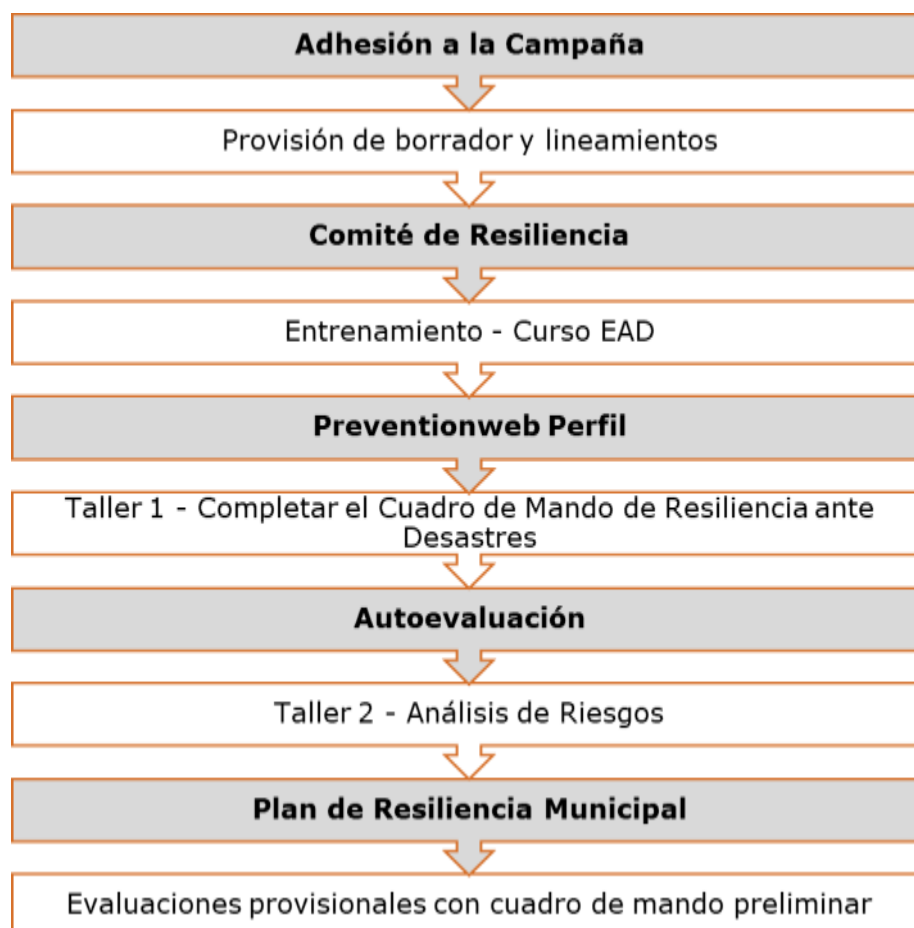 Adhesión a la Campaña
Provisión de borrador y lineamientos
Comité de Resiliencia
Entrenamiento - Curso EAD
Preventionweb Perfil
Taller 1 - Completar el Cuadro de Mando de Resiliencia ante
Desastres
Autoevaluación
Taller 2 - Análisis de Riesgos
Plan de Resiliencia Municipal
Evaluaciones provisionales con cuadro de mando preliminar